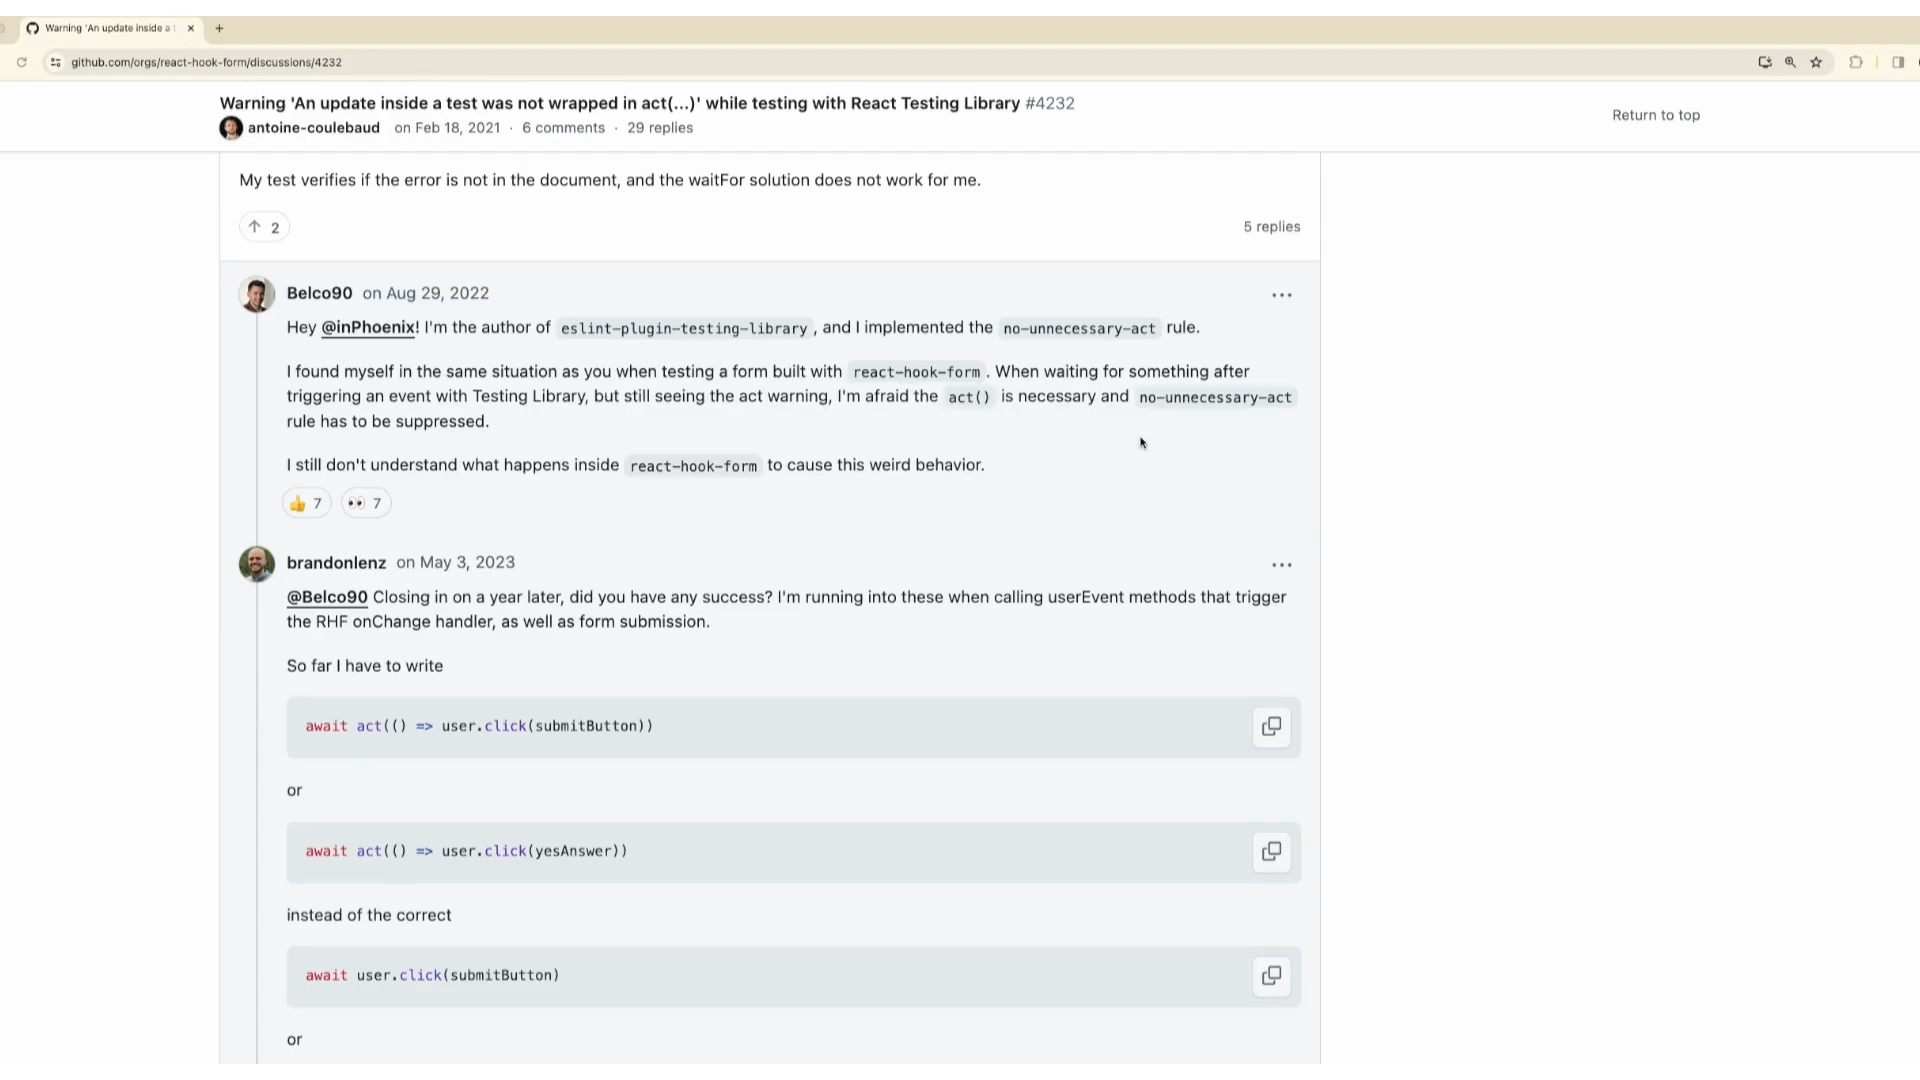 Warning 'An update inside a t
github.com/orgs/react-hook-form/discussions/4232
Warning 'An update inside a test was not wrapped in act(...)' while testing with React Testing Library #4232
antoine-coulebaud on Feb 18, 2021 · 6 comments · 29 replies
Return to top
My test verifies if the error is not in the document, and the waitFor solution does not work for me.
↑ 2
5 replies
Belco90 on Aug 29, 2022
Hey @inPhoenix! I'm the author of eslint-plugin-testing-library, and I implemented the no-unnecessary-act rule.
I found myself in the same situation as you when testing a form built with react-hook-form. When waiting for something after
triggering an event with Testing Library, but still seeing the act warning, I'm afraid the act() is necessary and no-unnecessary-act
rule has to be suppressed.
I still don't understand what happens inside react-hook-form to cause this weird behavior.
👍 7 👀 7
brandonlenz on May 3, 2023
@Belco90 Closing in on a year later, did you have any success? I'm running into these when calling userEvent methods that trigger
the RHF onChange handler, as well as form submission.
So far I have to write
await act(() => user.click(submitButton))
or
await act(() => user.click(yesAnswer))
instead of the correct
await user.click(submitButton)
or